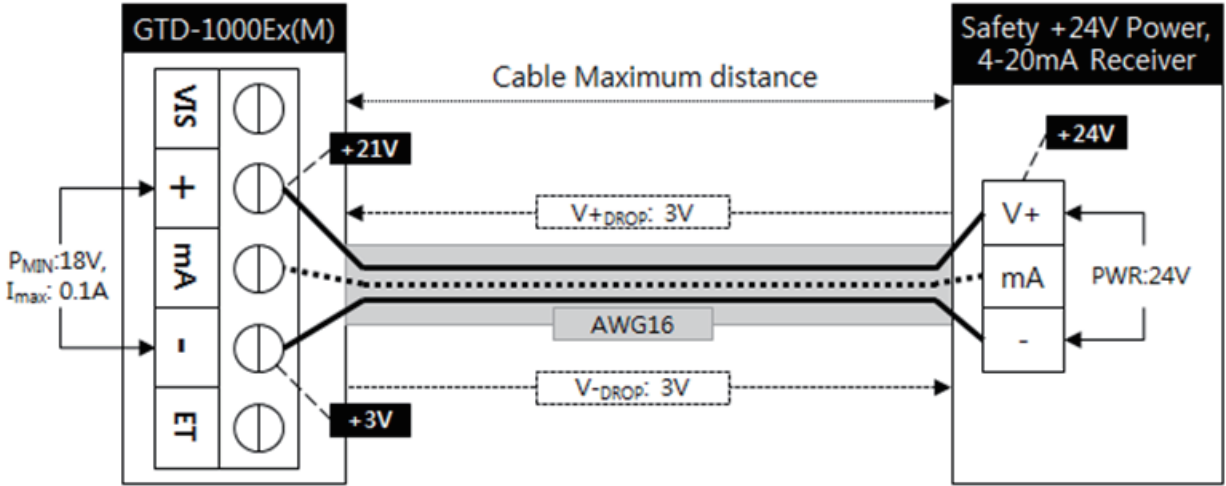 GTD-1000Ex(M)
Safety +24V Power,
4-20mA Receiver
Cable Maximum distance
VIS
+
mA
-
ET
+21V
+24V
V+DROP: 3V
V+
mA
-
PMIN:18V,
Imax: 0.1A
PWR:24V
AWG16
V-DROP: 3V
+3V